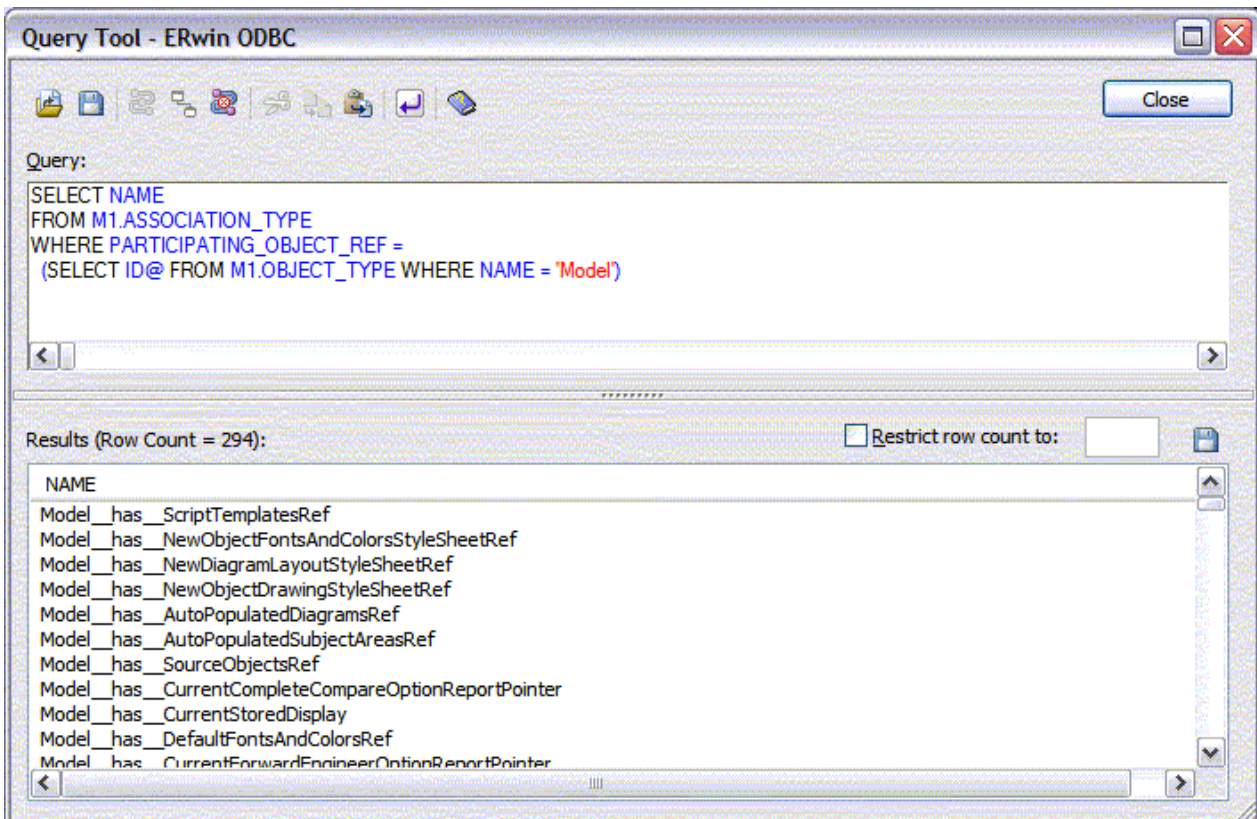 Query Tool - ERwin ODBC
Close
Query:
SELECT NAME
FROM M1.ASSOCIATION_TYPE
WHERE PARTICIPATING_OBJECT_REF =
(SELECT ID@ FROM M1.OBJECT_TYPE WHERE NAME = 'Model')
Results (Row Count = 294):
Restrict row count to:
NAME
Model__has__ScriptTemplatesRef
Model__has__NewObjectFontsAndColorsStyleSheetRef
Model__has__NewDiagramLayoutStyleSheetRef
Model__has__NewObjectDrawingStyleSheetRef
Model__has__AutoPopulatedDiagramsRef
Model__has__AutoPopulatedSubjectAreasRef
Model__has__SourceObjectsRef
Model__has__CurrentCompleteCompareOptionReportPointer
Model__has__CurrentStoredDisplay
Model__has__DefaultFontsAndColorsRef
Model__has__CurrentForwardEngineerOptionReportPointer